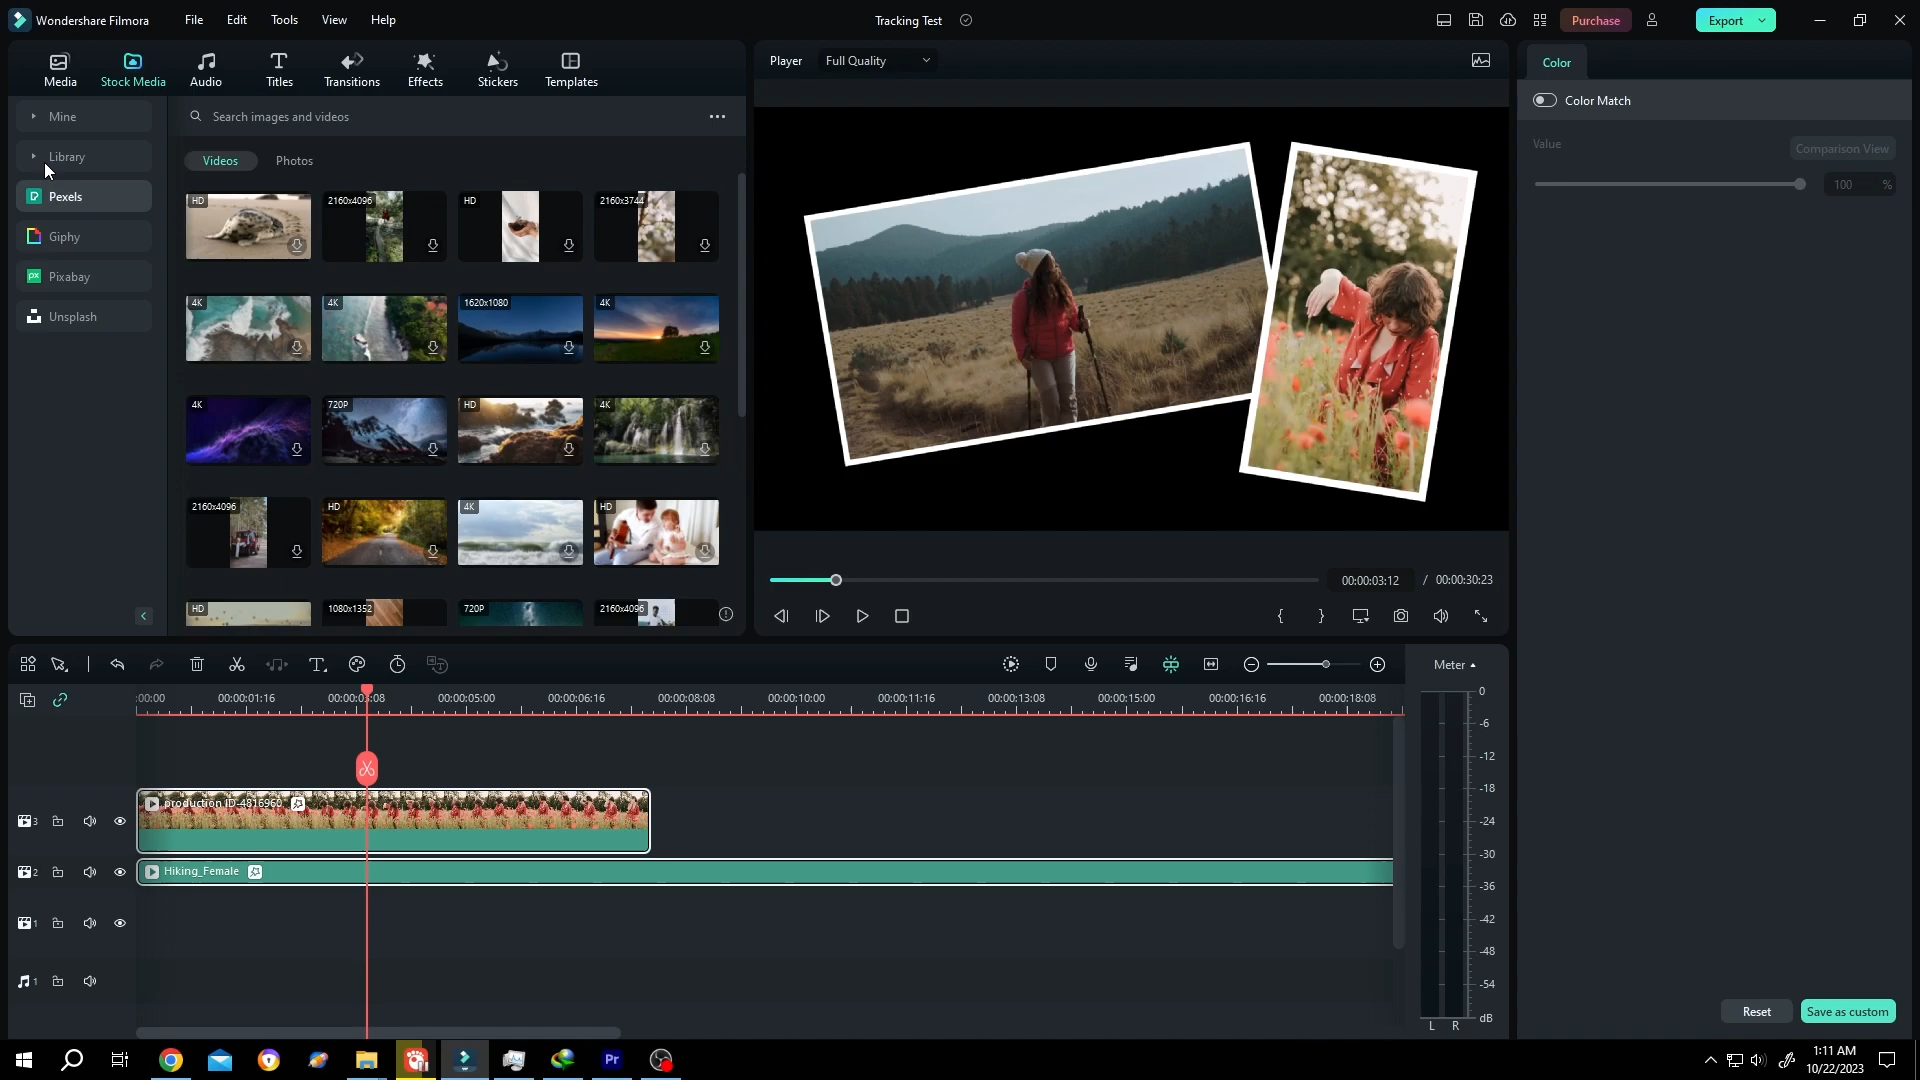 Wondershare Filmora
File
Edit
Tools
View
Help
Tracking Test
Purchase
Export
Media
Stock Media
Audio
Titles
Transitions
Effects
Stickers
Templates
Mine
Library
Pexels
Giphy
Pixabay
Unsplash
Search images and videos
Videos
Photos
HD
2160x4096
HD
2160x3744
4K
4K
1620x1080
4K
4K
720P
HD
4K
2160x4096
HD
4K
HD
HD
1080x1352
720P
2160x4096
Player
Full Quality
00:00:03:12
/ 00:00:30:23
Color
Color Match
Value
Comparison View
100 %
Reset
Save as custom
Meter
:00:00
00:00:01:16
00:00:03:08
00:00:05:00
00:00:06:16
00:00:08:08
00:00:10:00
00:00:11:16
00:00:13:08
00:00:15:00
00:00:16:16
00:00:18:08
production ID-4816960
Hiking_Female
3
2
1
1
0
-6
-12
-18
-24
-30
-36
-42
-48
-54
dB
L R
Pr
1:11 AM
10/22/2023